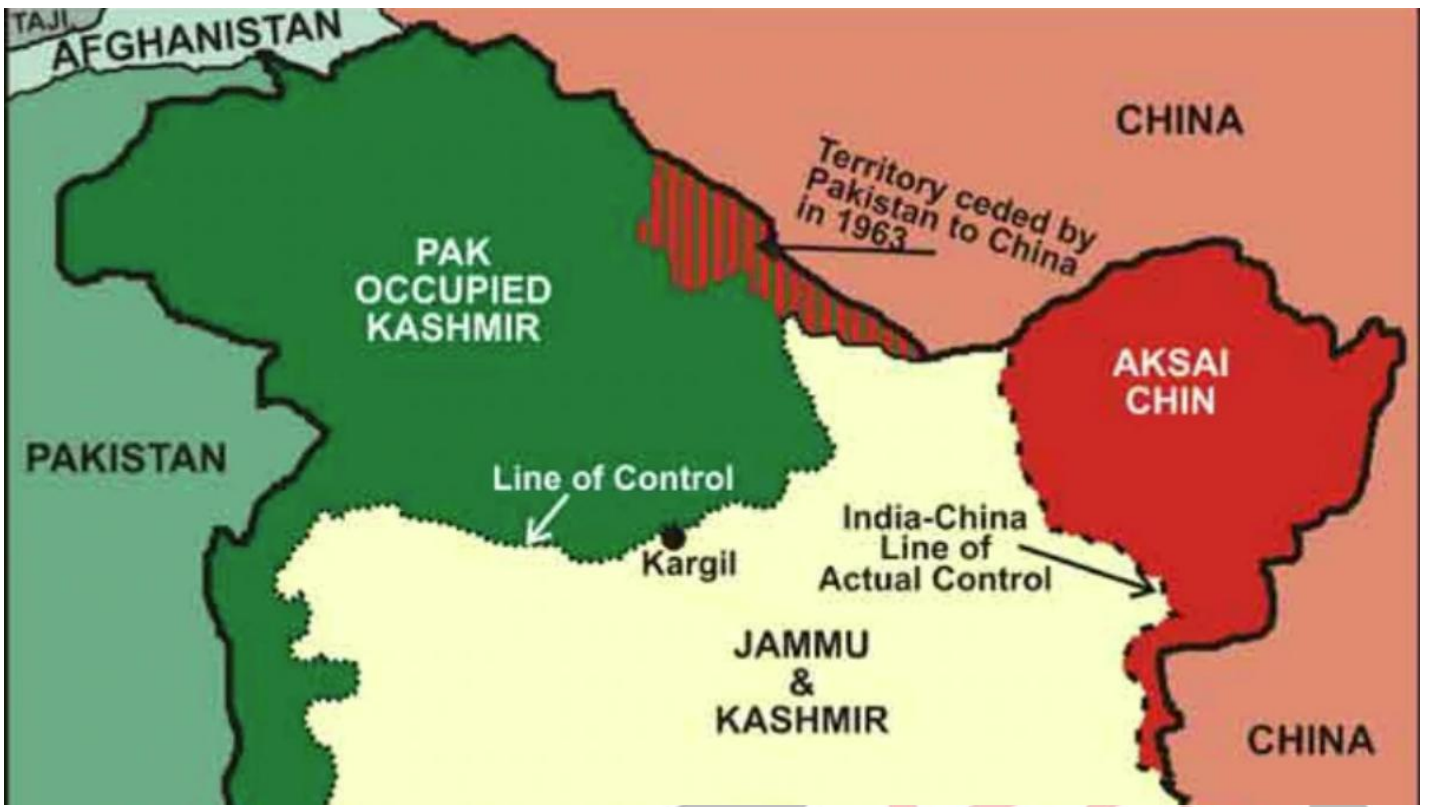 TAJI
AFGHANISTAN
CHINA
Territory ceded by
Pakistan to China
in 1963
PAK
OCCUPIED
KASHMIR
AKSAI
CHIN
PAKISTAN
Line of Control
India-China
Line of
Actual Control
Kargil
JAMMU
&
KASHMIR
CHINA